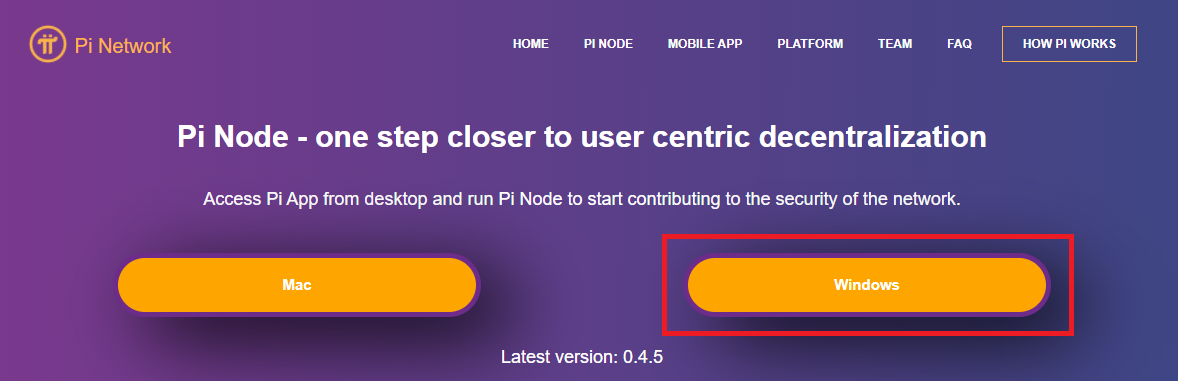 Pi Network
HOME
PI NODE
MOBILE APP
PLATFORM
TEAM
FAQ
HOW PI WORKS
Pi Node - one step closer to user centric decentralization
Access Pi App from desktop and run Pi Node to start contributing to the security of the network.
Mac
Windows
Latest version: 0.4.5